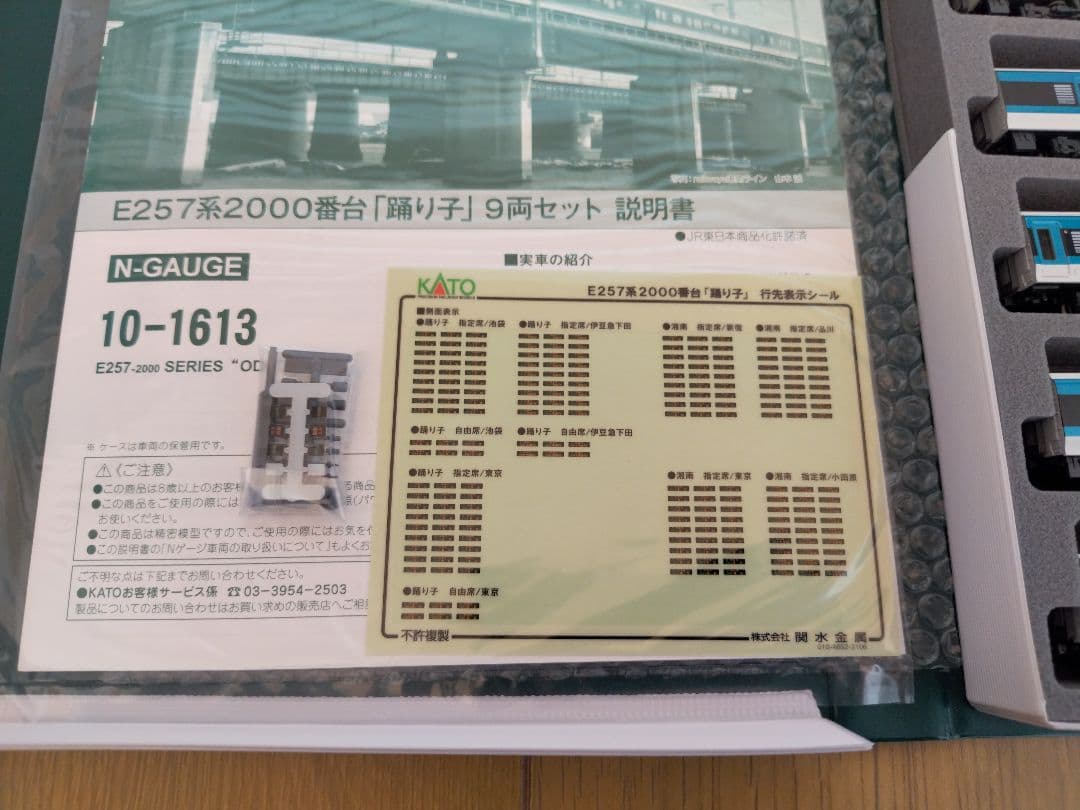 E257系2000番台「踊り子」9両セット 説明書
●JR東日本商品化許諾済
N-GAUGE
■実車の紹介
10-1613
E257-2000 SERIES “OD
※ ケースは車両の保管用です。
⚠《ご注意》
●この商品は8歳以上のお客様
る商品
●この商品をご使用の際には
お使いください。
●この商品は精密模型ですので、ご使用の際にはお気を付
●この説明書の「Nゲージ車両の取り扱いについて」もよくお
ご不明な点は下記までお問い合わせください。
●KATOお客様サービス係 ☎03-3954-2503
製品についてのお問い合わせはお買い求めの販売店へご相
KATO
E257系2000番台「踊り子」 行先表示シール
■側面表示
●踊り子 指定席/池袋 ●踊り子 指定席/伊豆急下田 ●湘南 指定席/新宿 ●湘南 指定席/品川
●踊り子 自由席/池袋 ●踊り子 自由席/伊豆急下田
●踊り子 指定席/東京 ●湘南 指定席/東京 ●湘南 指定席/小田原
●踊り子 自由席/東京
不許複製
株式会社 関水金属